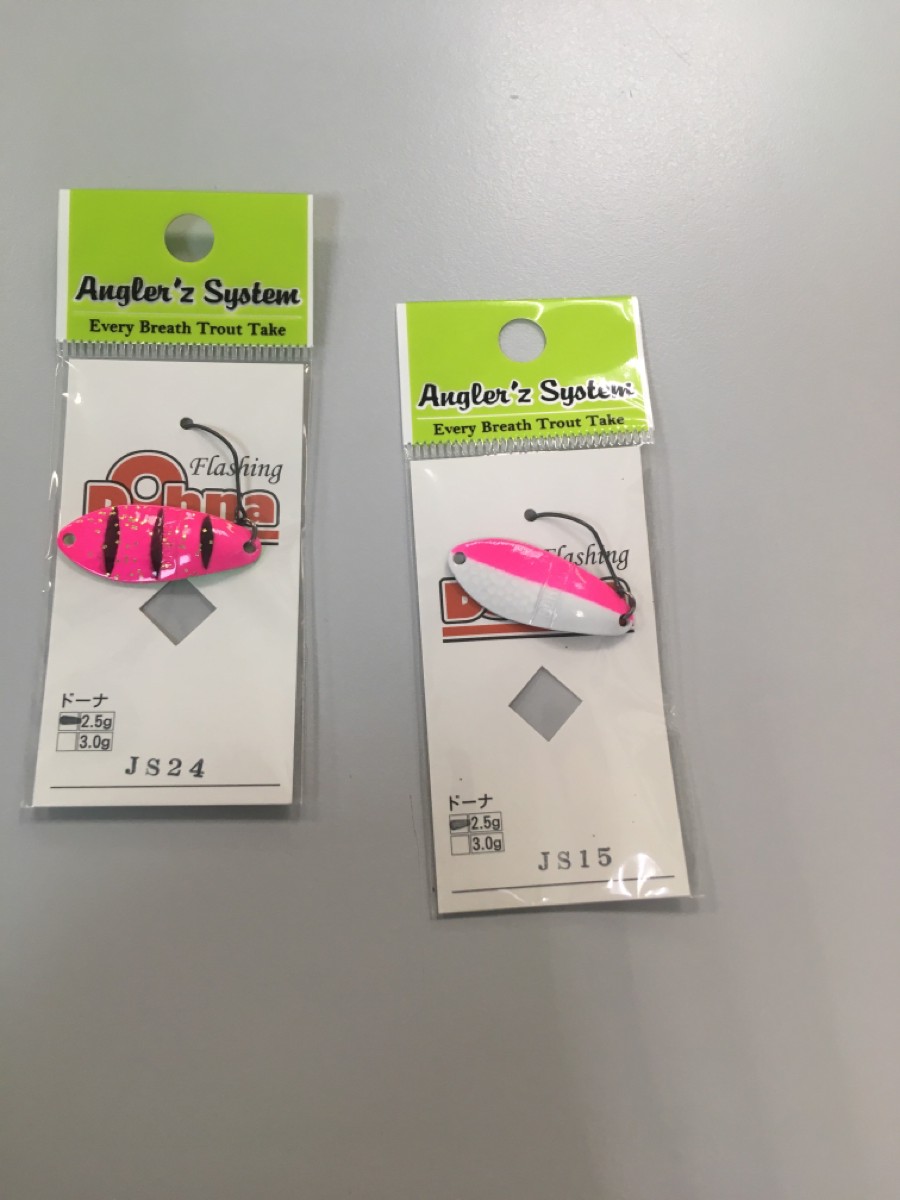 Angler'z System
Every Breath Trout Take
Flashing
Dohna
ドーナ
2.5g
3.0g
JS24
Angler'z System
Every Breath Trout Take
Flashing
ドーナ
2.5g
3.0g
JS15